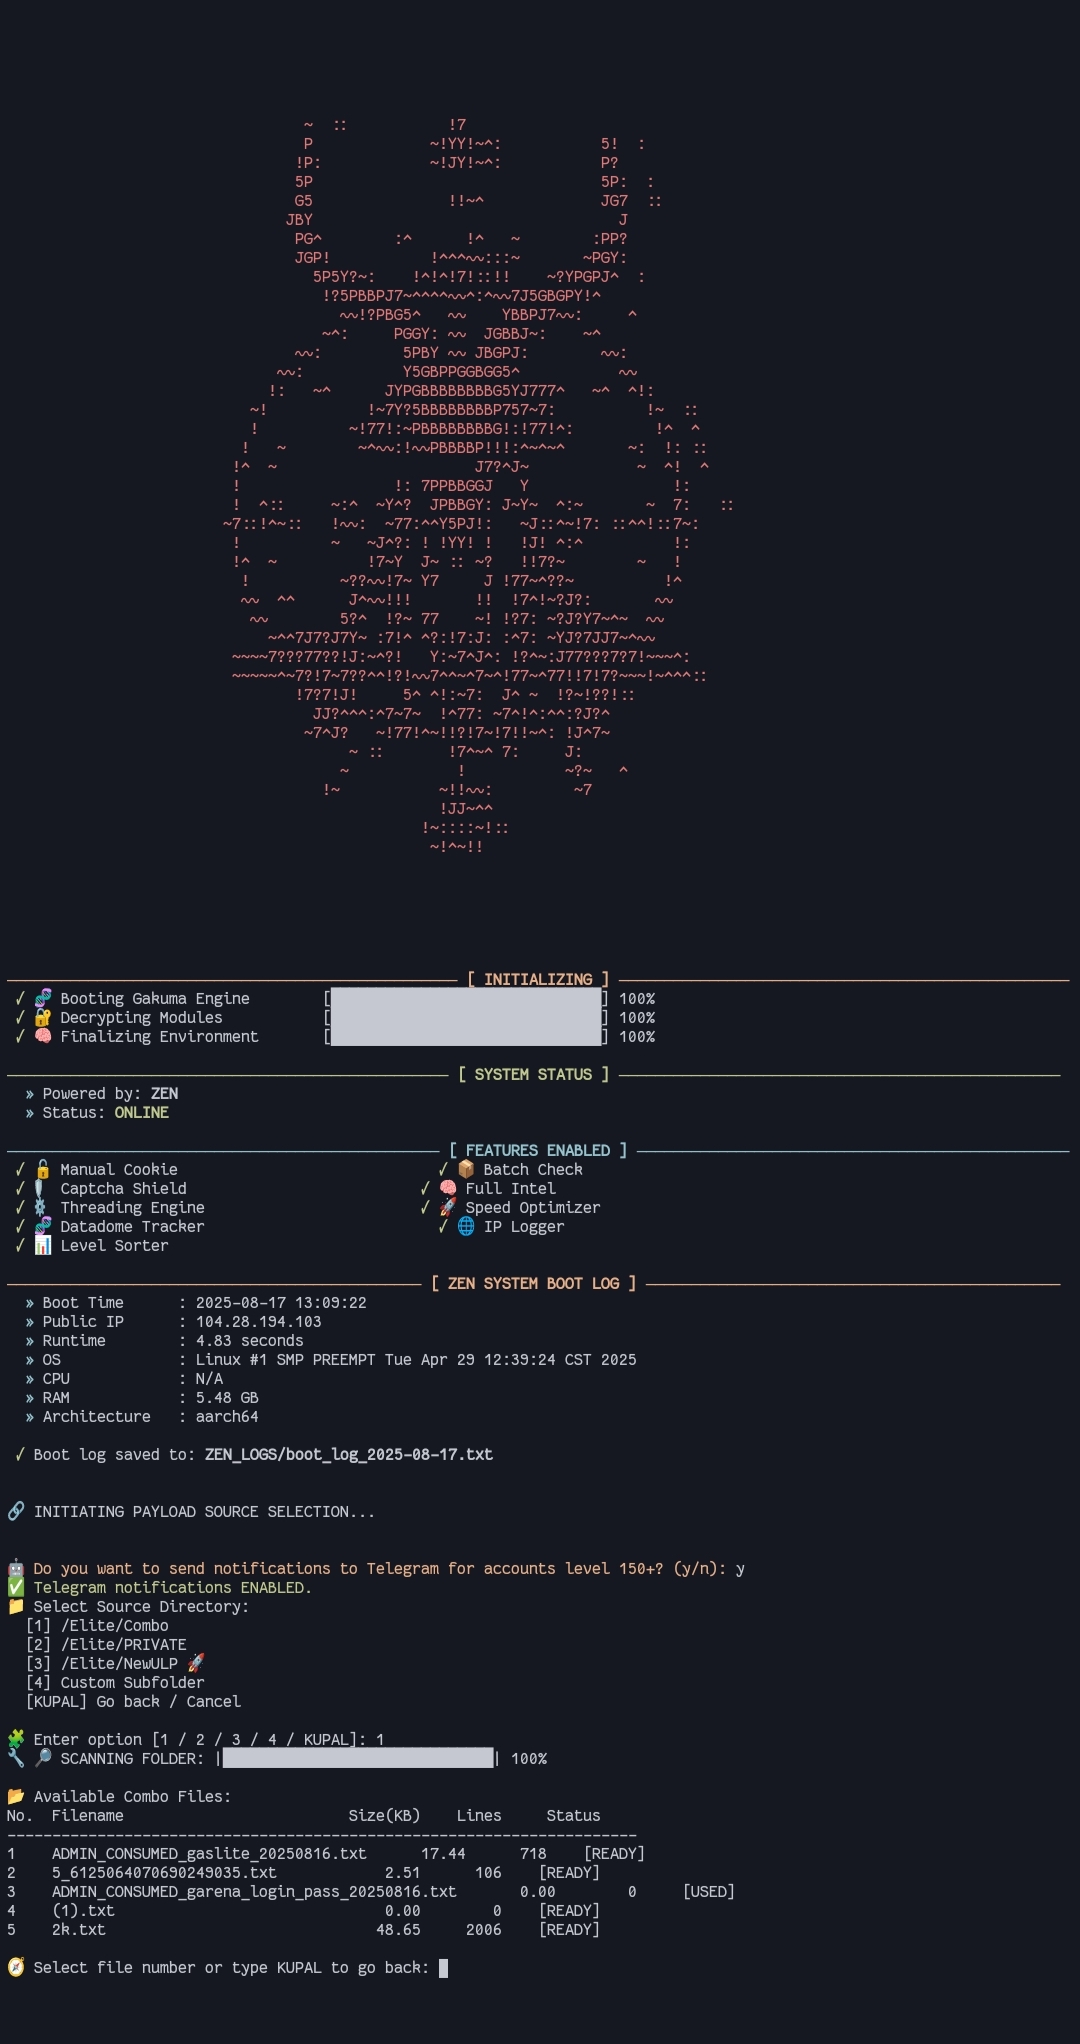 [ INITIALIZING ]
✓ 🧬 Booting Gakuma Engine [██████████████████████████████] 100%
✓ 🔐 Decrypting Modules [██████████████████████████████] 100%
✓ 🧠 Finalizing Environment [██████████████████████████████] 100%
[ SYSTEM STATUS ]
» Powered by: ZEN
» Status: ONLINE
[ FEATURES ENABLED ]
✓ 🔓 Manual Cookie ✓ 📦 Batch Check
✓ 🛡️ Captcha Shield ✓ 🧠 Full Intel
✓ ⚙️ Threading Engine ✓ 🚀 Speed Optimizer
✓ 🧬 Datadome Tracker ✓ 🌐 IP Logger
✓ 📊 Level Sorter
[ ZEN SYSTEM BOOT LOG ]
» Boot Time : 2025-08-17 13:09:22
» Public IP : 104.28.194.103
» Runtime : 4.83 seconds
» OS : Linux #1 SMP PREEMPT Tue Apr 29 12:39:24 CST 2025
» CPU : N/A
» RAM : 5.48 GB
» Architecture : aarch64
✓ Boot log saved to: ZEN_LOGS/boot_log_2025-08-17.txt
🔗 INITIATING PAYLOAD SOURCE SELECTION...
🤖 Do you want to send notifications to Telegram for accounts level 150+? (y/n): y
✅ Telegram notifications ENABLED.
📁 Select Source Directory:
[1] /Elite/Combo
[2] /Elite/PRIVATE
[3] /Elite/NewULP 🚀
[4] Custom Subfolder
[KUPAL] Go back / Cancel
🧩 Enter option [1 / 2 / 3 / 4 / KUPAL]: 1
🔧 🔎 SCANNING FOLDER: |██████████████████████████████| 100%
📂 Available Combo Files:
No. Filename Size(KB) Lines Status
----------------------------------------------------------------------
1 ADMIN_CONSUMED_gaslite_20250816.txt 17.44 718 [READY]
2 5_6125064070690249035.txt 2.51 106 [READY]
3 ADMIN_CONSUMED_garena_login_pass_20250816.txt 0.00 0 [USED]
4 (1).txt 0.00 0 [READY]
5 2k.txt 48.65 2006 [READY]
🧭 Select file number or type KUPAL to go back: